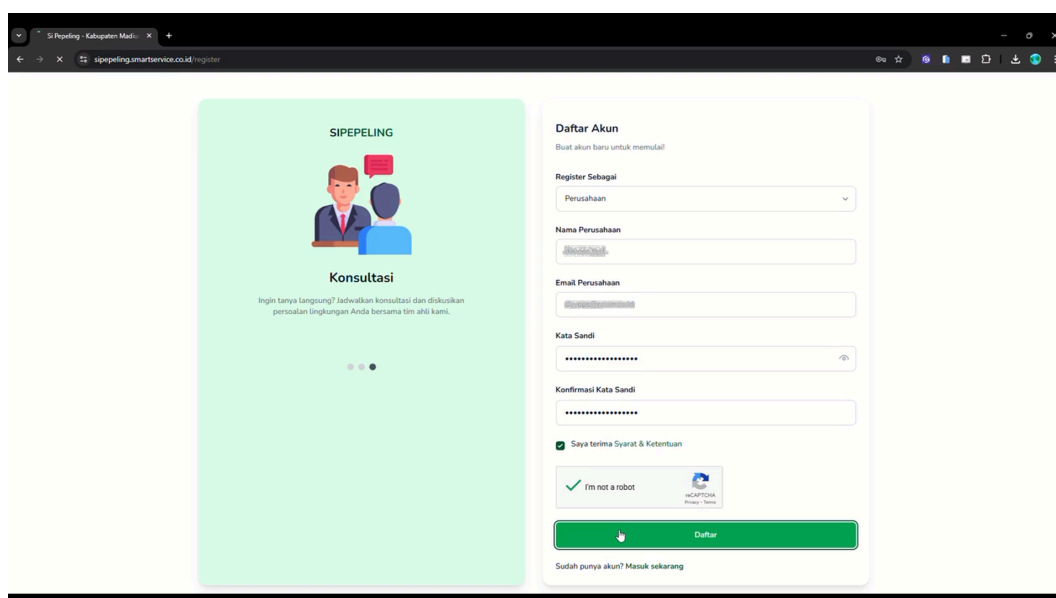 Si Pepeling - Kabupaten Madiu
sipepeling.smartservice.co.id/register
SIPEPELING
Konsultasi
Ingin tanya langsung? Jadwalkan konsultasi dan diskusikan
persoalan lingkungan Anda bersama tim ahli kami.
Daftar Akun
Buat akun baru untuk memulai!
Register Sebagai
Perusahaan
Nama Perusahaan
Email Perusahaan
Kata Sandi
••••••••••••••••••
Konfirmasi Kata Sandi
••••••••••••••••••
Saya terima Syarat & Ketentuan
I'm not a robot
reCAPTCHA
Privacy - Terms
Daftar
Sudah punya akun? Masuk sekarang